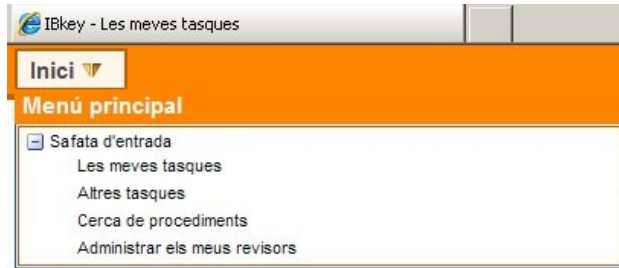 IBkey - Les meves tasques
Inici
Menú principal
Safata d'entrada
Les meves tasques
Altres tasques
Cerca de procediments
Administrar els meus revisors